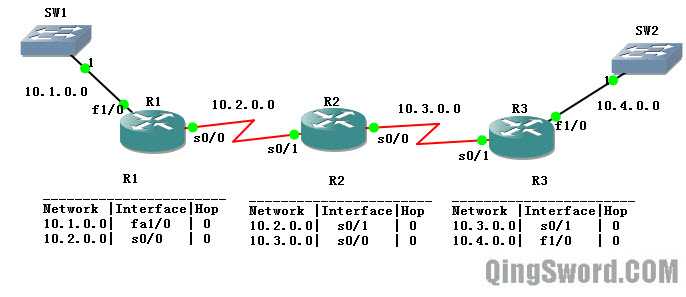 SW1
SW2
1
1
10.1.0.0
10.4.0.0
f1/0
R1
10.2.0.0
R2
10.3.0.0
R3
f1/0
s0/0
s0/1
s0/0
s0/1
R1
Network |Interface|Hop
10.1.0.0| fa1/0 | 0
10.2.0.0| s0/0 | 0
R2
Network |Interface|Hop
10.2.0.0| s0/1 | 0
10.3.0.0| s0/0 | 0
R3
Network |Interface|Hop
10.3.0.0| s0/1 | 0
10.4.0.0| f1/0 | 0
QingSword.COM